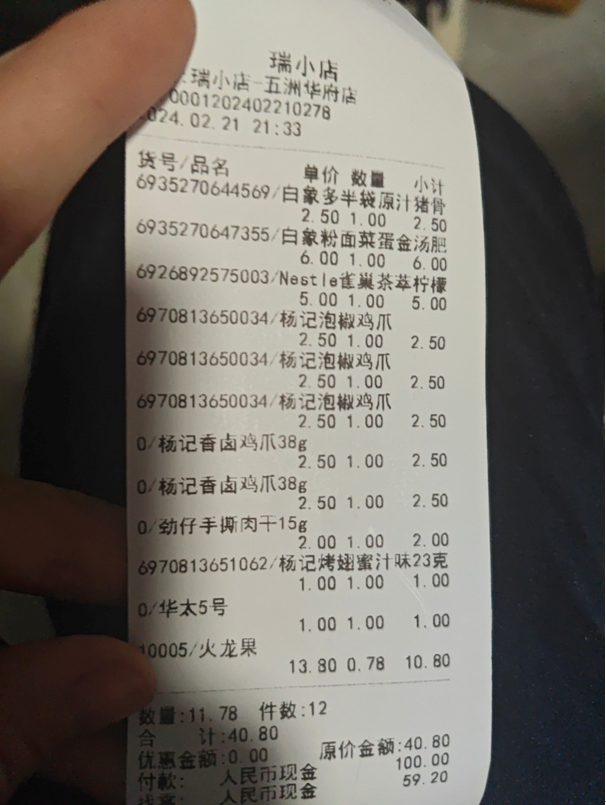 瑞小店
瑞小店-五洲华府店
0001202402210278
024.02.21 21:33
货号/品名 单价 数量 小计
6935270644569/白象多半袋原汁猪骨
2.50 1.00 2.50
6935270647355/白象粉面菜蛋金汤肥
6.00 1.00 6.00
6926892575003/Nestle雀巢茶萃柠檬
5.00 1.00 5.00
6970813650034/杨记泡椒鸡爪
2.50 1.00 2.50
6970813650034/杨记泡椒鸡爪
2.50 1.00 2.50
6970813650034/杨记泡椒鸡爪
2.50 1.00 2.50
0/杨记香卤鸡爪38g
2.50 1.00 2.50
0/杨记香卤鸡爪38g
2.50 1.00 2.50
0/劲仔手撕肉干15g
2.00 1.00 2.00
6970813651062/杨记烤翅蜜汁味23克
1.00 1.00 1.00
0/华太5号
1.00 1.00 1.00
10005/火龙果
13.80 0.78 10.80
数量:11.78 件数:12
合 计:40.80
优惠金额:0.00 原价金额:40.80
付款: 人民币现金 100.00
人民币现金 59.20